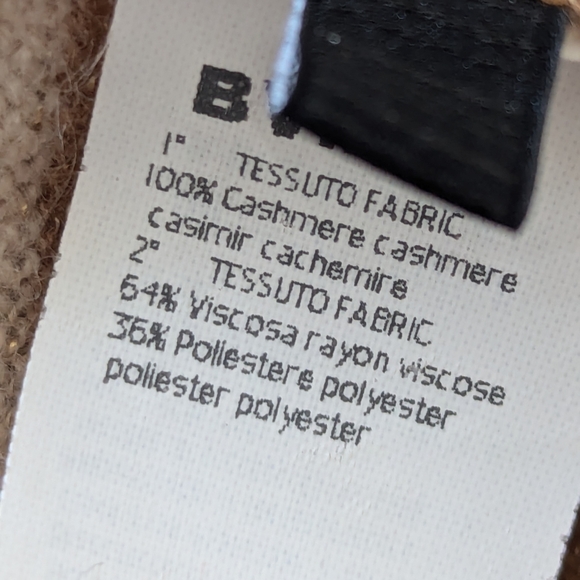 1° TESSUTO FABRIC
100% Cashmere cashmere
casimir cachemire
2° TESSUTO FABRIC
64% Viscosa rayon viscose
36% Poliestere polyester
poliester polyester